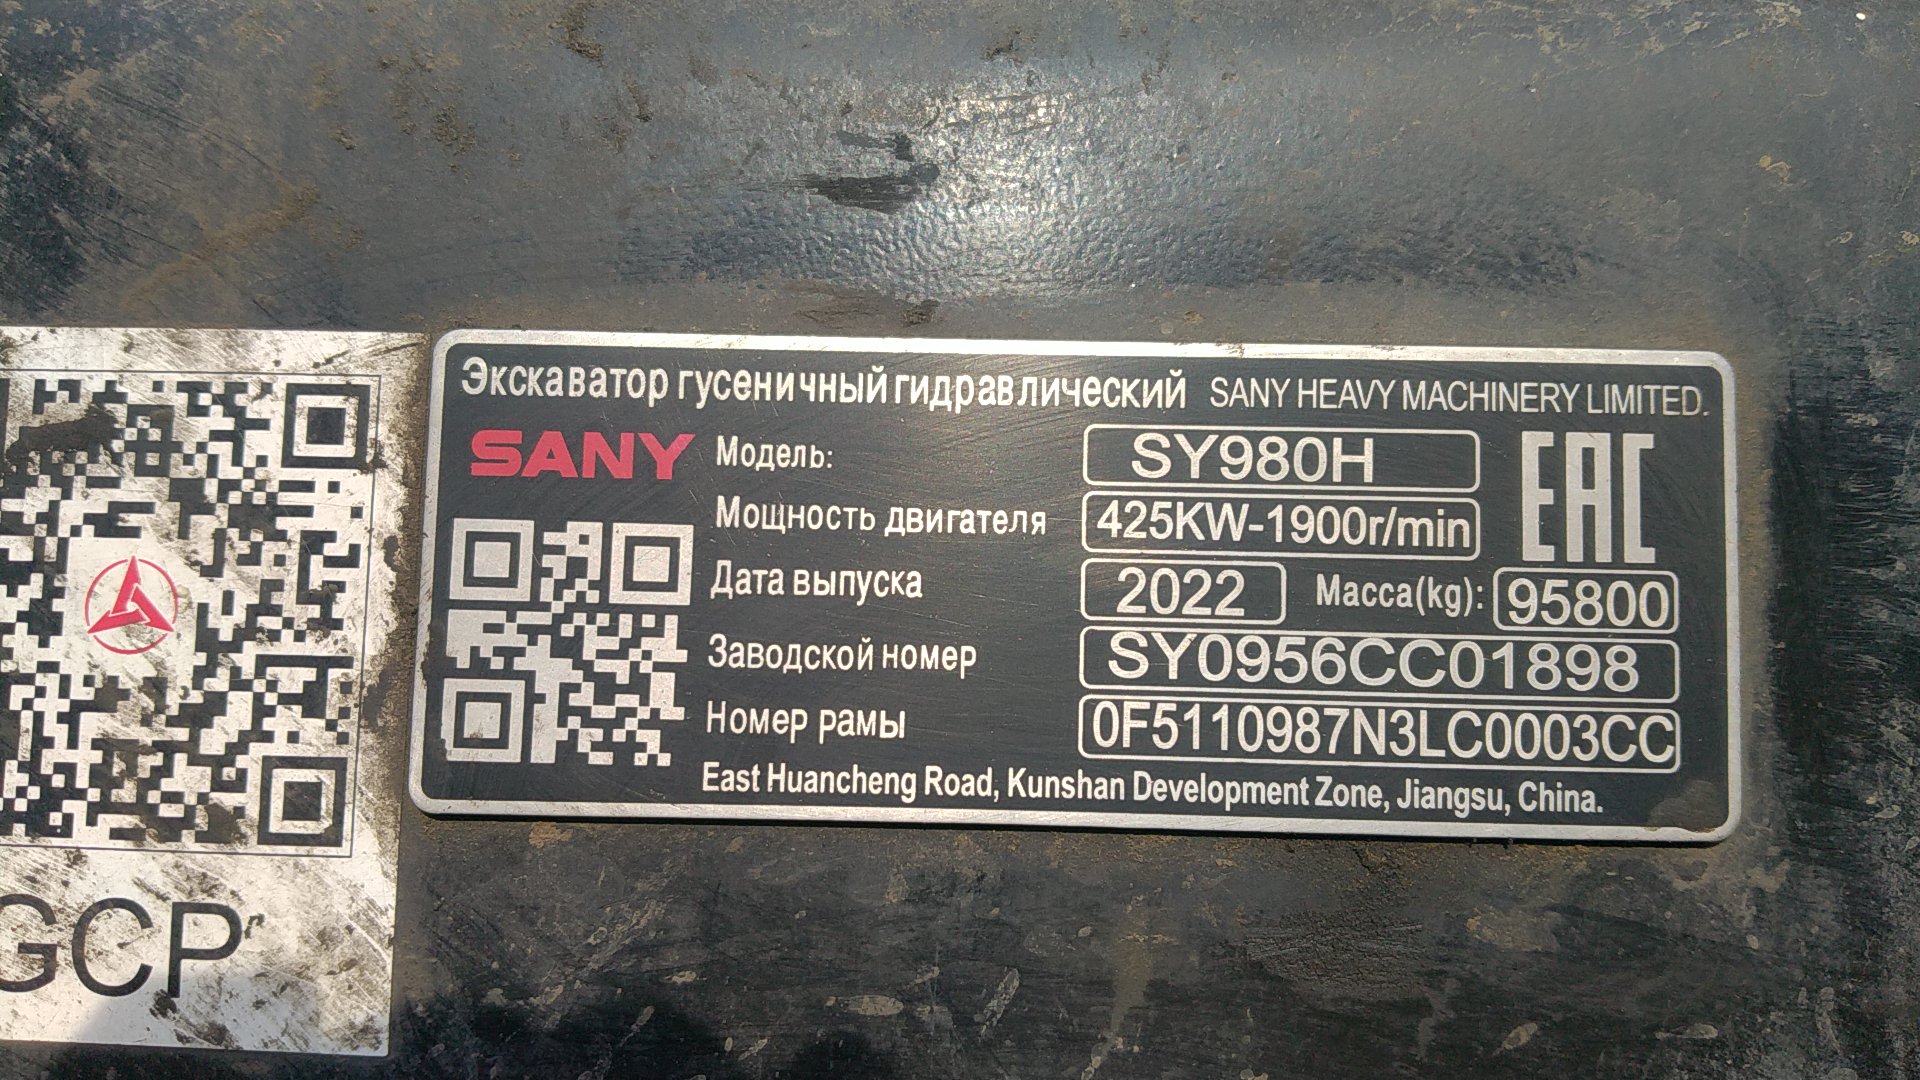 Экскаватор гусеничный гидравлический SANY HEAVY MACHINERY LIMITED.
SANY Модель: SY980H EAC
Мощность двигателя 425KW-1900r/min
Дата выпуска 2022 Масса(kg): 95800
Заводской номер SY0956CC01898
Номер рамы 0F5110987N3LC0003CC
East Huancheng Road, Kunshan Development Zone, Jiangsu, China.
GCP